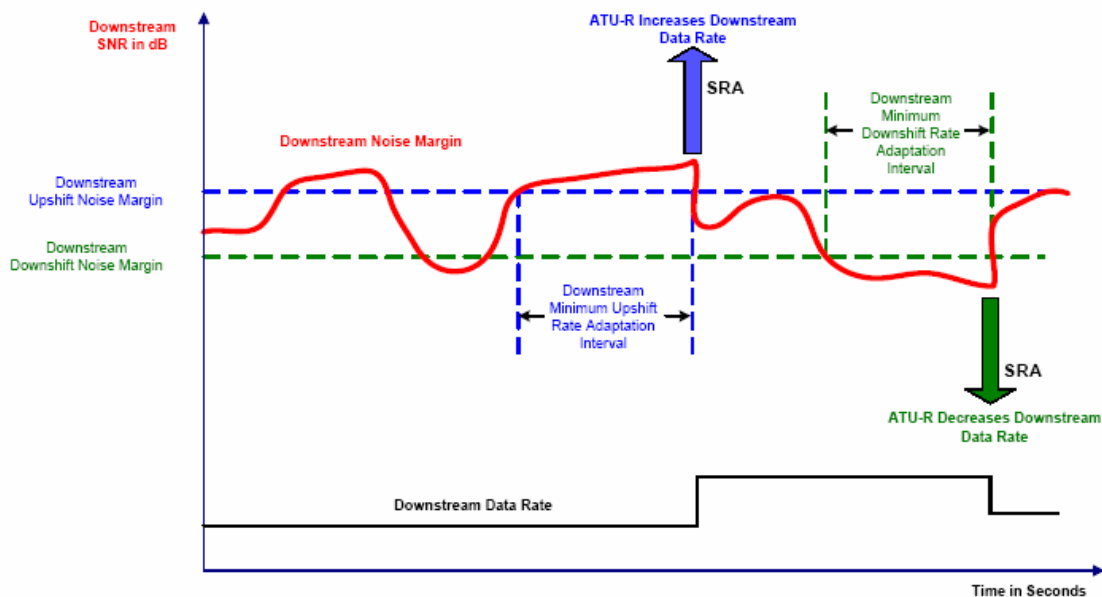 Downstream
SNR in dB
ATU-R Increases Downstream
Data Rate
SRA
Downstream
Minimum
Downshift Rate
Adaptation
Interval
Downstream Noise Margin
Downstream
Upshift Noise Margin
Downstream
Downshift Noise Margin
Downstream
Minimum Upshift
Rate Adaptation
Interval
SRA
ATU-R Decreases Downstream
Data Rate
Downstream Data Rate
Time in Seconds